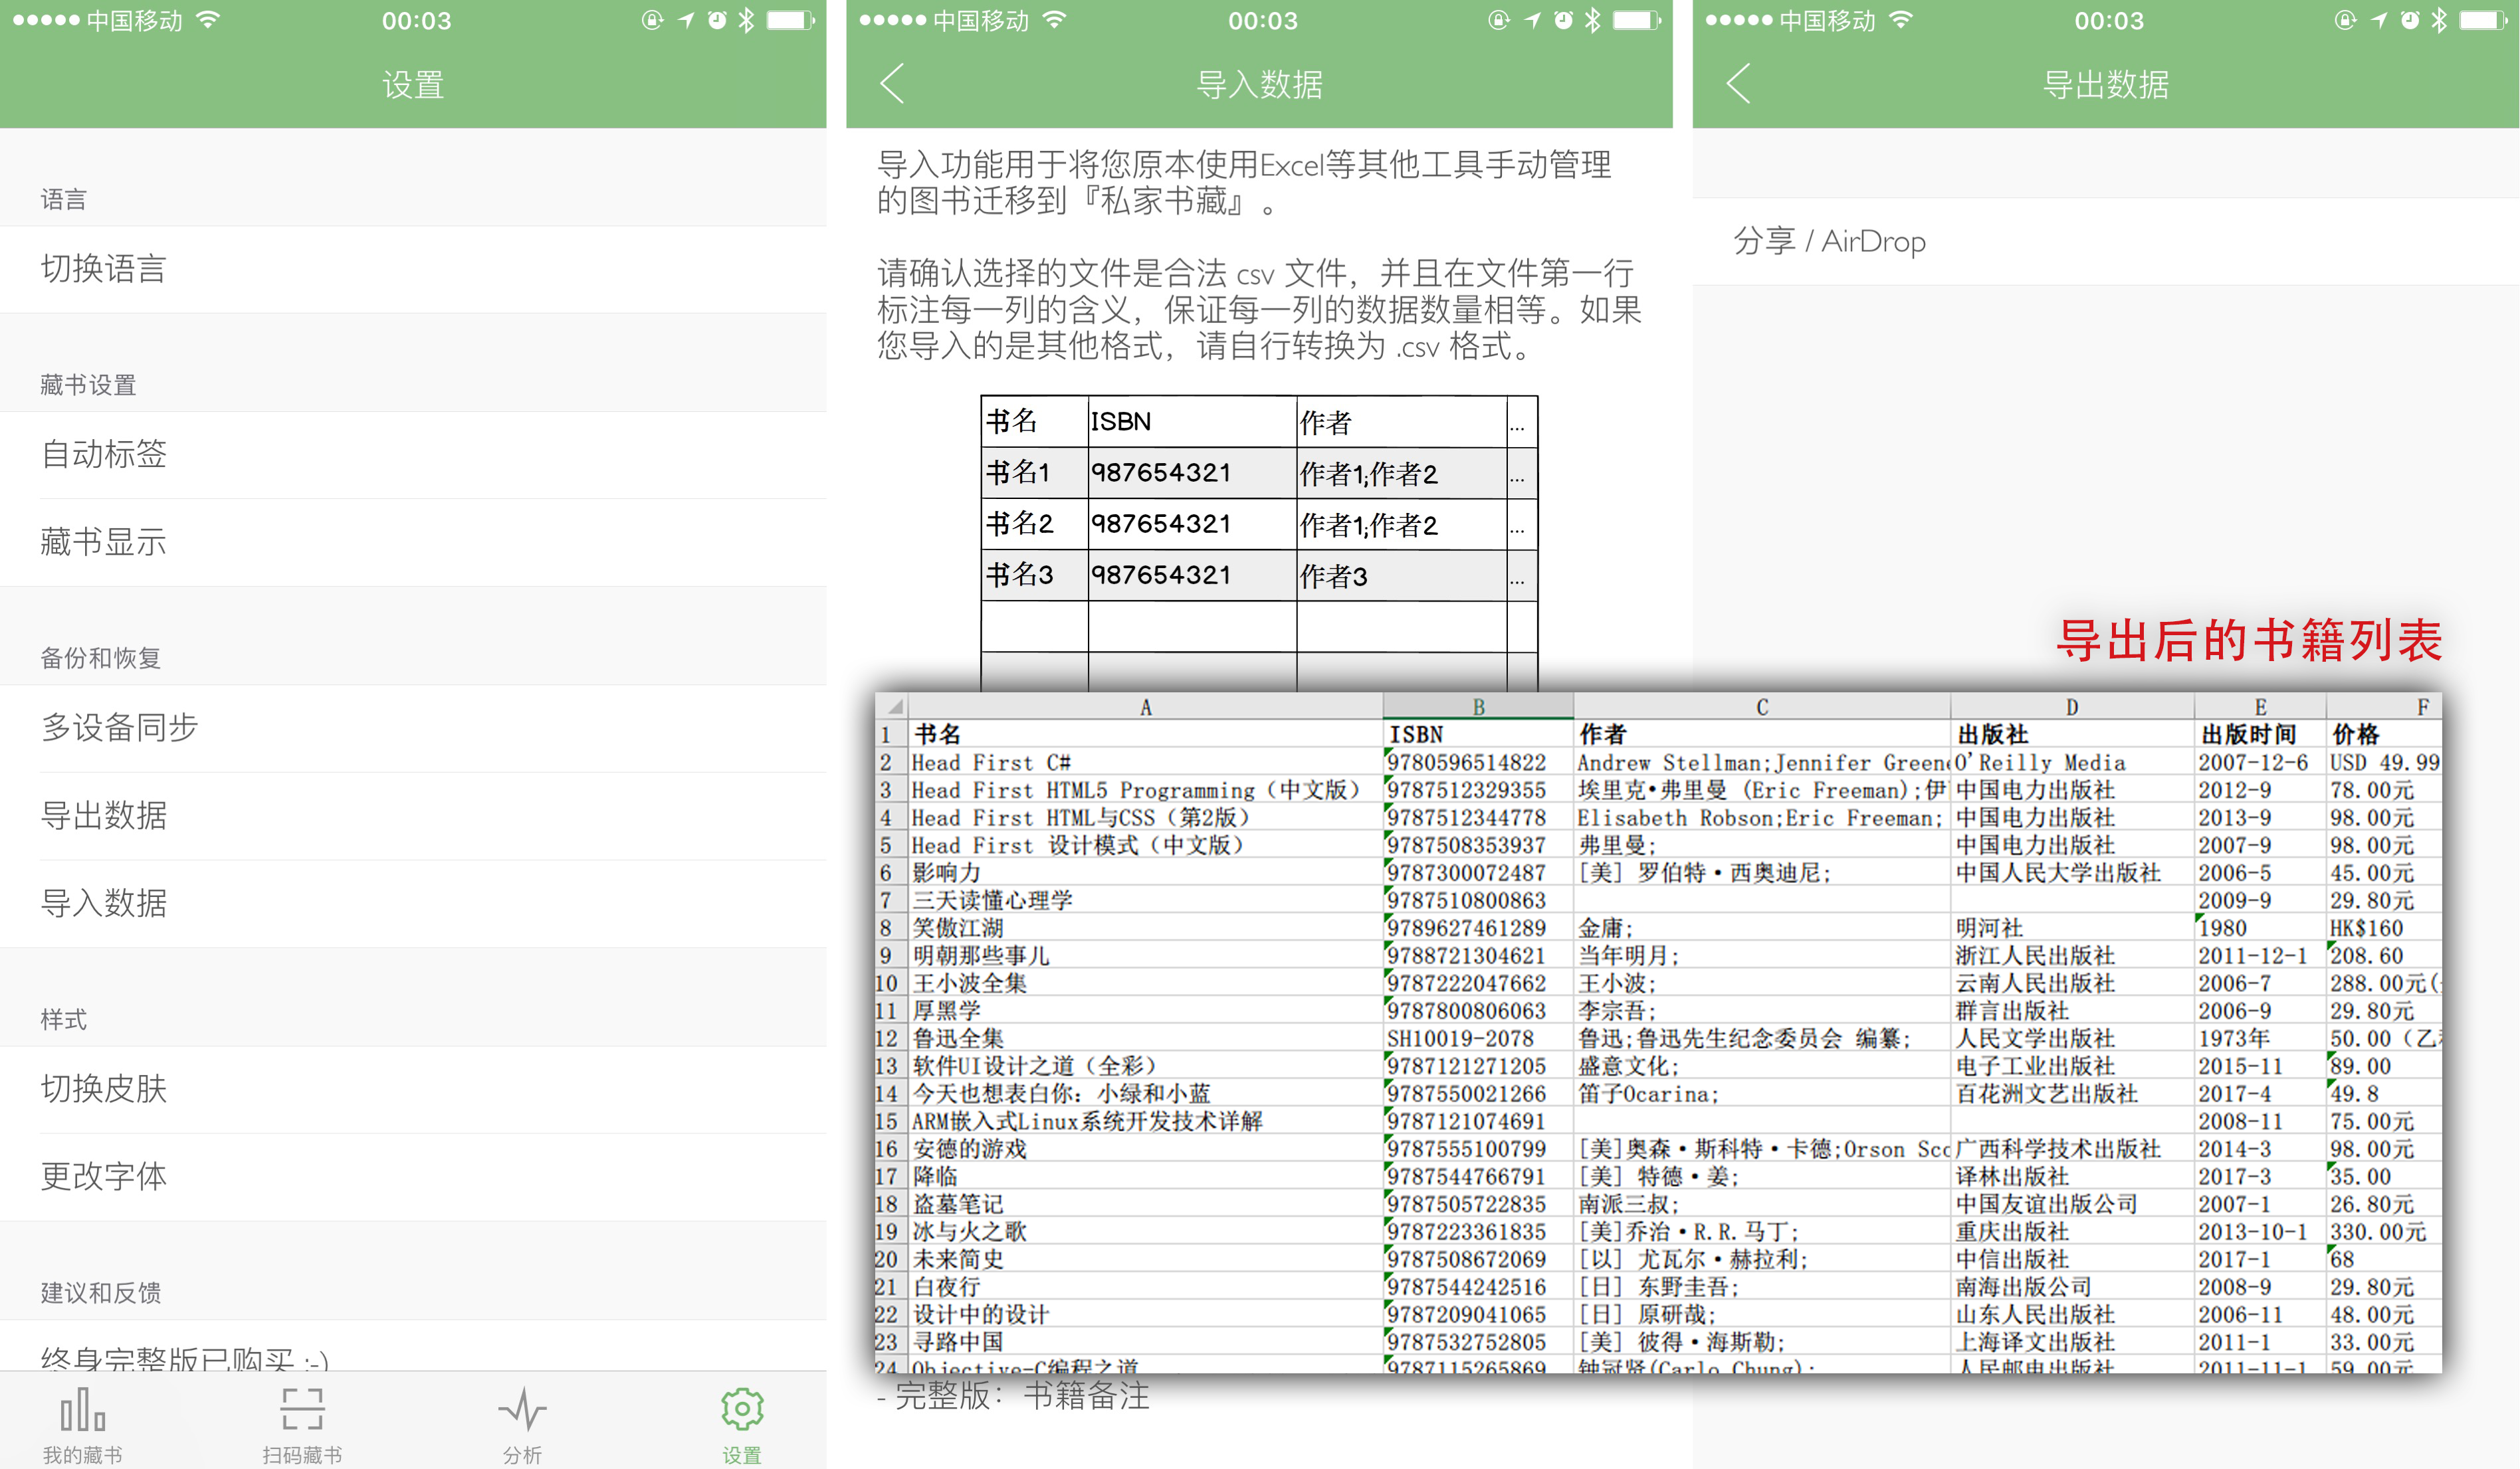 中国移动 00:03
设置
语言
切换语言
藏书设置
自动标签
藏书显示
备份和恢复
多设备同步
导出数据
导入数据
样式
切换皮肤
更改字体
建议和反馈
终身完整版已购买 :-)
我的藏书 扫码藏书 分析 设置
中国移动 00:03
导入数据
导入功能用于将您原本使用Excel等其他工具手动管理
的图书迁移到『私家书藏』。
请确认选择的文件是合法 csv 文件，并且在文件第一行
标注每一列的含义，保证每一列的数据数量相等。如果
您导入的是其他格式，请自行转换为 .csv 格式。
书名 ISBN 作者 ...
书名1 987654321 作者1;作者2 ...
书名2 987654321 作者1;作者2 ...
书名3 987654321 作者3 ...
- 完整版：书籍备注
中国移动 00:03
导出数据
分享 / AirDrop
导出后的书籍列表
A B C D E F
1 书名 ISBN 作者 出版社 出版时间 价格
2 Head First C# 9780596514822 Andrew Stellman;Jennifer Greene O'Reilly Media 2007-12-6 USD 49.99
3 Head First HTML5 Programming（中文版） 9787512329355 埃里克•弗里曼 (Eric Freeman);伊 中国电力出版社 2012-9 78.00元
4 Head First HTML与CSS（第2版） 9787512344778 Elisabeth Robson;Eric Freeman; 中国电力出版社 2013-9 98.00元
5 Head First 设计模式（中文版） 9787508353937 弗里曼; 中国电力出版社 2007-9 98.00元
6 影响力 9787300072487 [美] 罗伯特•西奥迪尼; 中国人民大学出版社 2006-5 45.00元
7 三天读懂心理学 9787510800863 2009-9 29.80元
8 笑傲江湖 9789627461289 金庸; 明河社 1980 HK$160
9 明朝那些事儿 9788721304621 当年明月; 浙江人民出版社 2011-12-1 208.60
10 王小波全集 9787222047662 王小波; 云南人民出版社 2006-7 288.00元(
11 厚黑学 9787800806063 李宗吾; 群言出版社 2006-9 29.80元
12 鲁迅全集 SH10019-2078 鲁迅;鲁迅先生纪念委员会 编纂; 人民文学出版社 1973年 50.00（乙
13 软件UI设计之道（全彩） 9787121271205 盛意文化; 电子工业出版社 2015-11 89.00
14 今天也想表白你：小绿和小蓝 9787550021266 笛子Ocarina; 百花洲文艺出版社 2017-4 49.8
15 ARM嵌入式Linux系统开发技术详解 9787121074691 2008-11 75.00元
16 安德的游戏 9787555100799 [美]奥森•斯科特•卡德;Orson Sco 广西科学技术出版社 2014-3 98.00元
17 降临 9787544766791 [美] 特德•姜; 译林出版社 2017-3 35.00
18 盗墓笔记 9787505722835 南派三叔; 中国友谊出版公司 2007-1 26.80元
19 冰与火之歌 9787223361835 [美]乔治•R.R.马丁; 重庆出版社 2013-10-1 330.00元
20 未来简史 9787508672069 [以] 尤瓦尔•赫拉利; 中信出版社 2017-1 68
21 白夜行 9787544242516 [日] 东野圭吾; 南海出版公司 2008-9 29.80元
22 设计中的设计 9787209041065 [日] 原研哉; 山东人民出版社 2006-11 48.00元
23 寻路中国 9787532752805 [美] 彼得•海斯勒; 上海译文出版社 2011-1 33.00元
24 Objective-C编程之道 9787115265869 钟冠贤(Carlo Chung); 人民邮电出版社 2011-11-1 59.00元